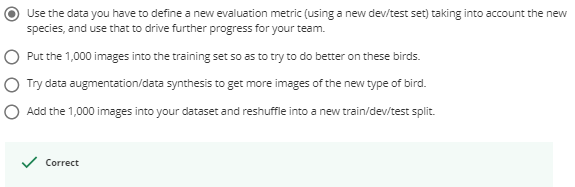 Use the data you have to define a new evaluation metric (using a new dev/test set) taking into account the new
species, and use that to drive further progress for your team.
Put the 1,000 images into the training set so as to try to do better on these birds.
Try data augmentation/data synthesis to get more images of the new type of bird.
Add the 1,000 images into your dataset and reshuffle into a new train/dev/test split.
Correct